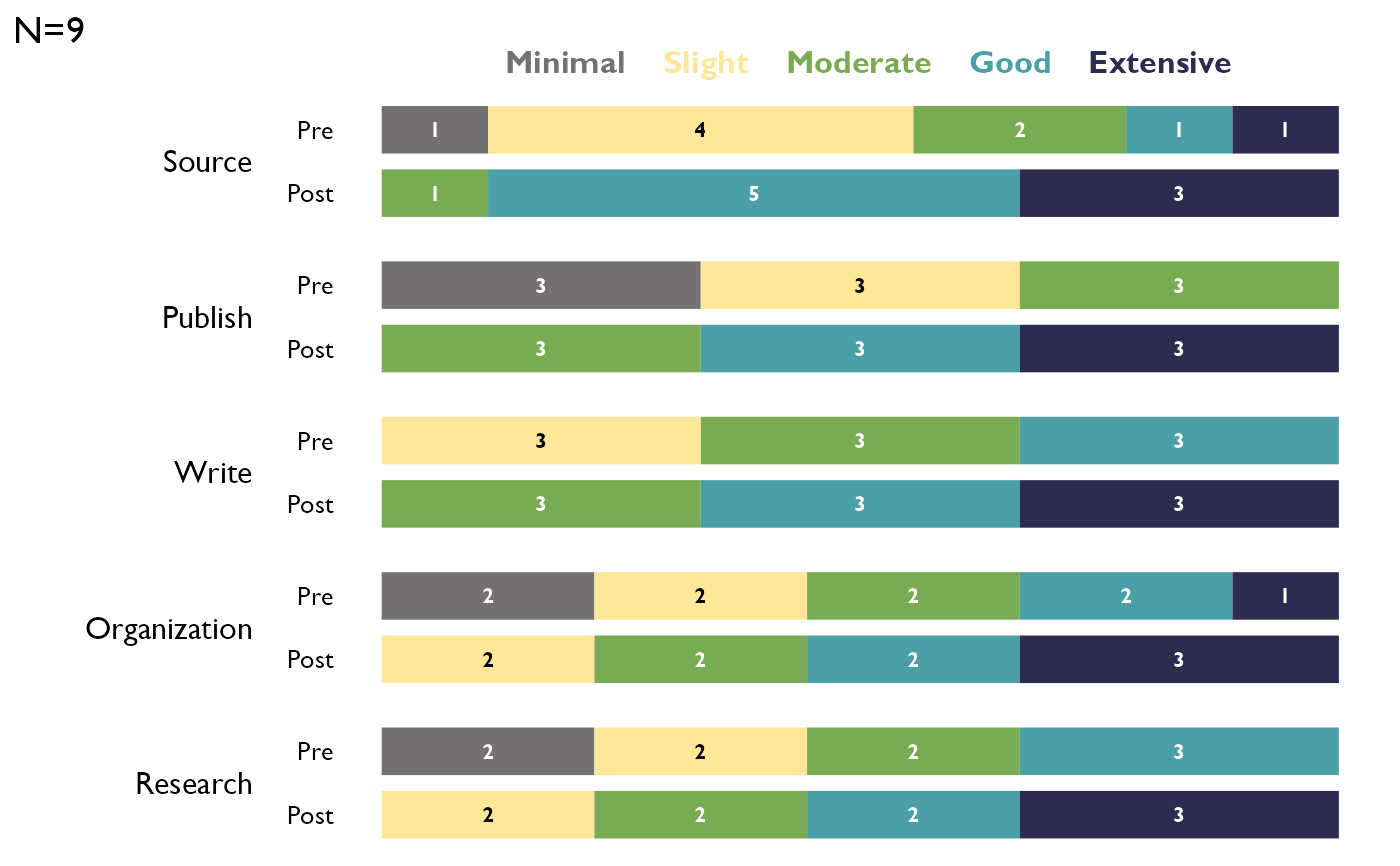 N=9
Minimal Slight Moderate Good Extensive
Source
Pre 1 4 2 1 1
Post 1 5 3
Publish
Pre 3 3 3
Post 3 3 3
Write
Pre 3 3 3
Post 3 3 3
Organization
Pre 2 2 2 2 1
Post 2 2 2 3
Research
Pre 2 2 2 3
Post 2 2 2 3